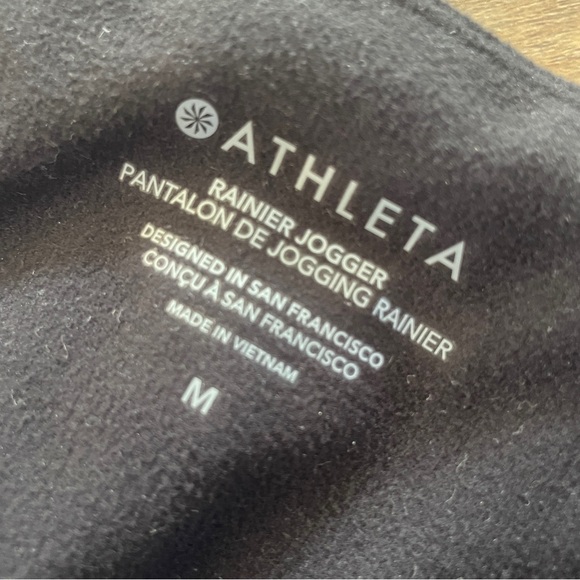 ATHLETA
RAINIER JOGGER
PANTALON DE JOGGING RAINIER
DESIGNED IN SAN FRANCISCO
CONÇU À SAN FRANCISCO
MADE IN VIETNAM
M